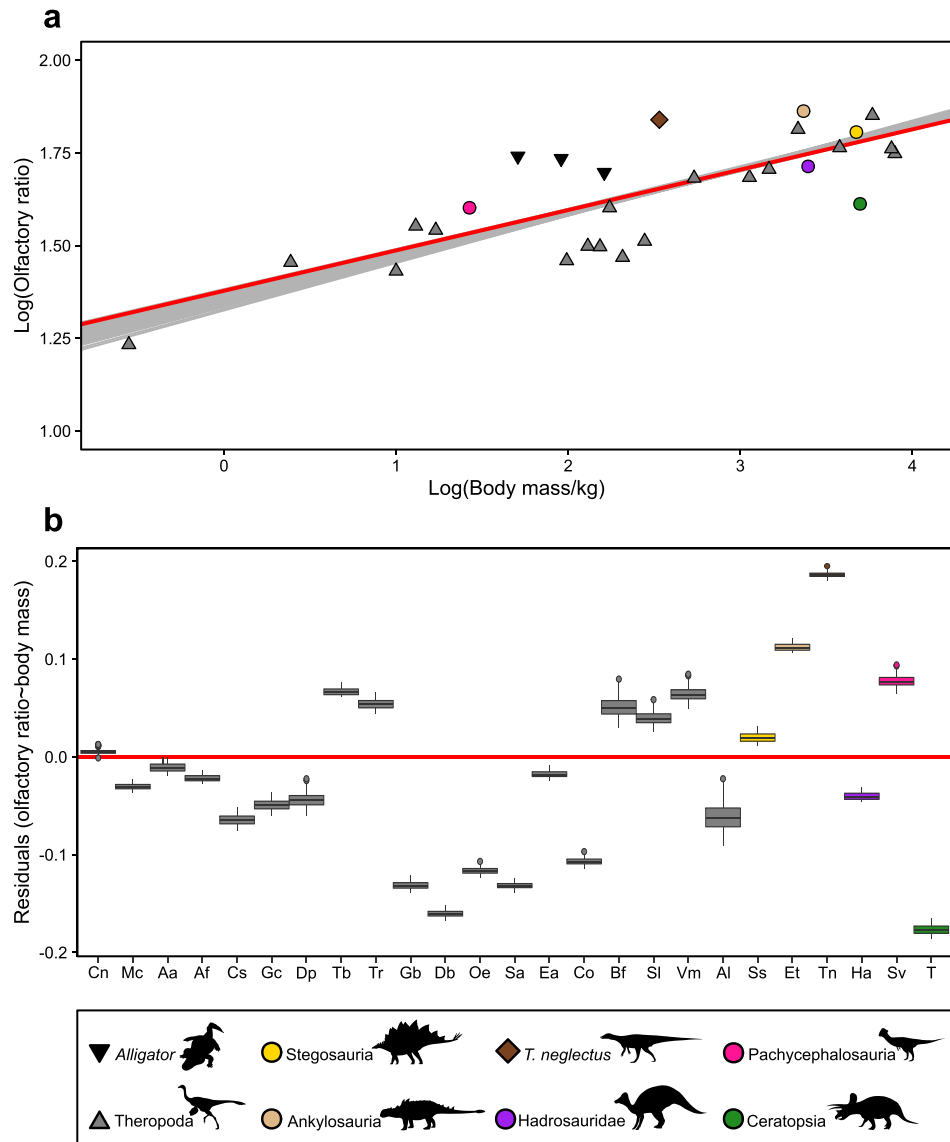 a
Log(Olfactory ratio)
2.00
1.75
1.50
1.25
1.00
0 1 2 3 4
Log(Body mass/kg)
b
Residuals (olfactory ratio~body mass)
0.2
0.1
0.0
-0.1
-0.2
Cn Mc Aa Af Cs Gc Dp Tb Tr Gb Db Oe Sa Ea Co Bf Sl Vm Al Ss Et Tn Ha Sv T
Alligator Stegosauria T. neglectus Pachycephalosauria
Theropoda Ankylosauria Hadrosauridae Ceratopsia